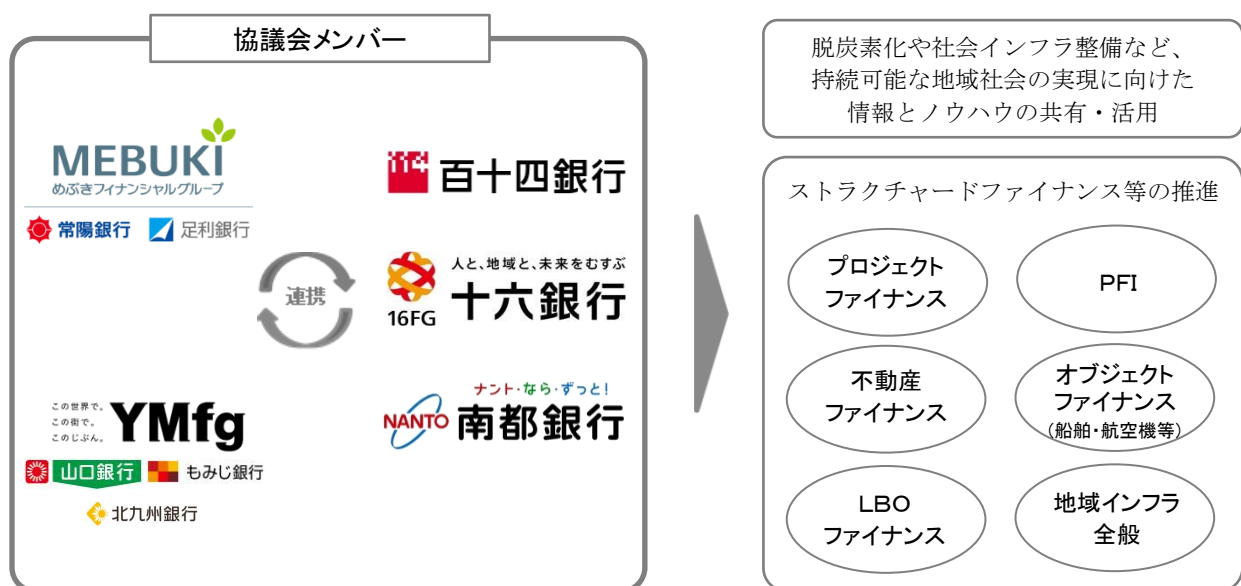 協議会メンバー
MEBUKI
めぶきフィナンシャルグループ
常陽銀行 足利銀行
百十四銀行
連携
人と、地域と、未来をむすぶ
十六銀行
16FG
この世界で。
この街で。
このじぶん。
YMfg
山口銀行 もみじ銀行
北九州銀行
ナント・なら・ずっと!
NANTO 南都銀行
脱炭素化や社会インフラ整備など、
持続可能な地域社会の実現に向けた
情報とノウハウの共有・活用
ストラクチャードファイナンス等の推進
プロジェクト
ファイナンス
PFI
不動産
ファイナンス
オブジェクト
ファイナンス
(船舶・航空機等)
LBO
ファイナンス
地域インフラ
全般